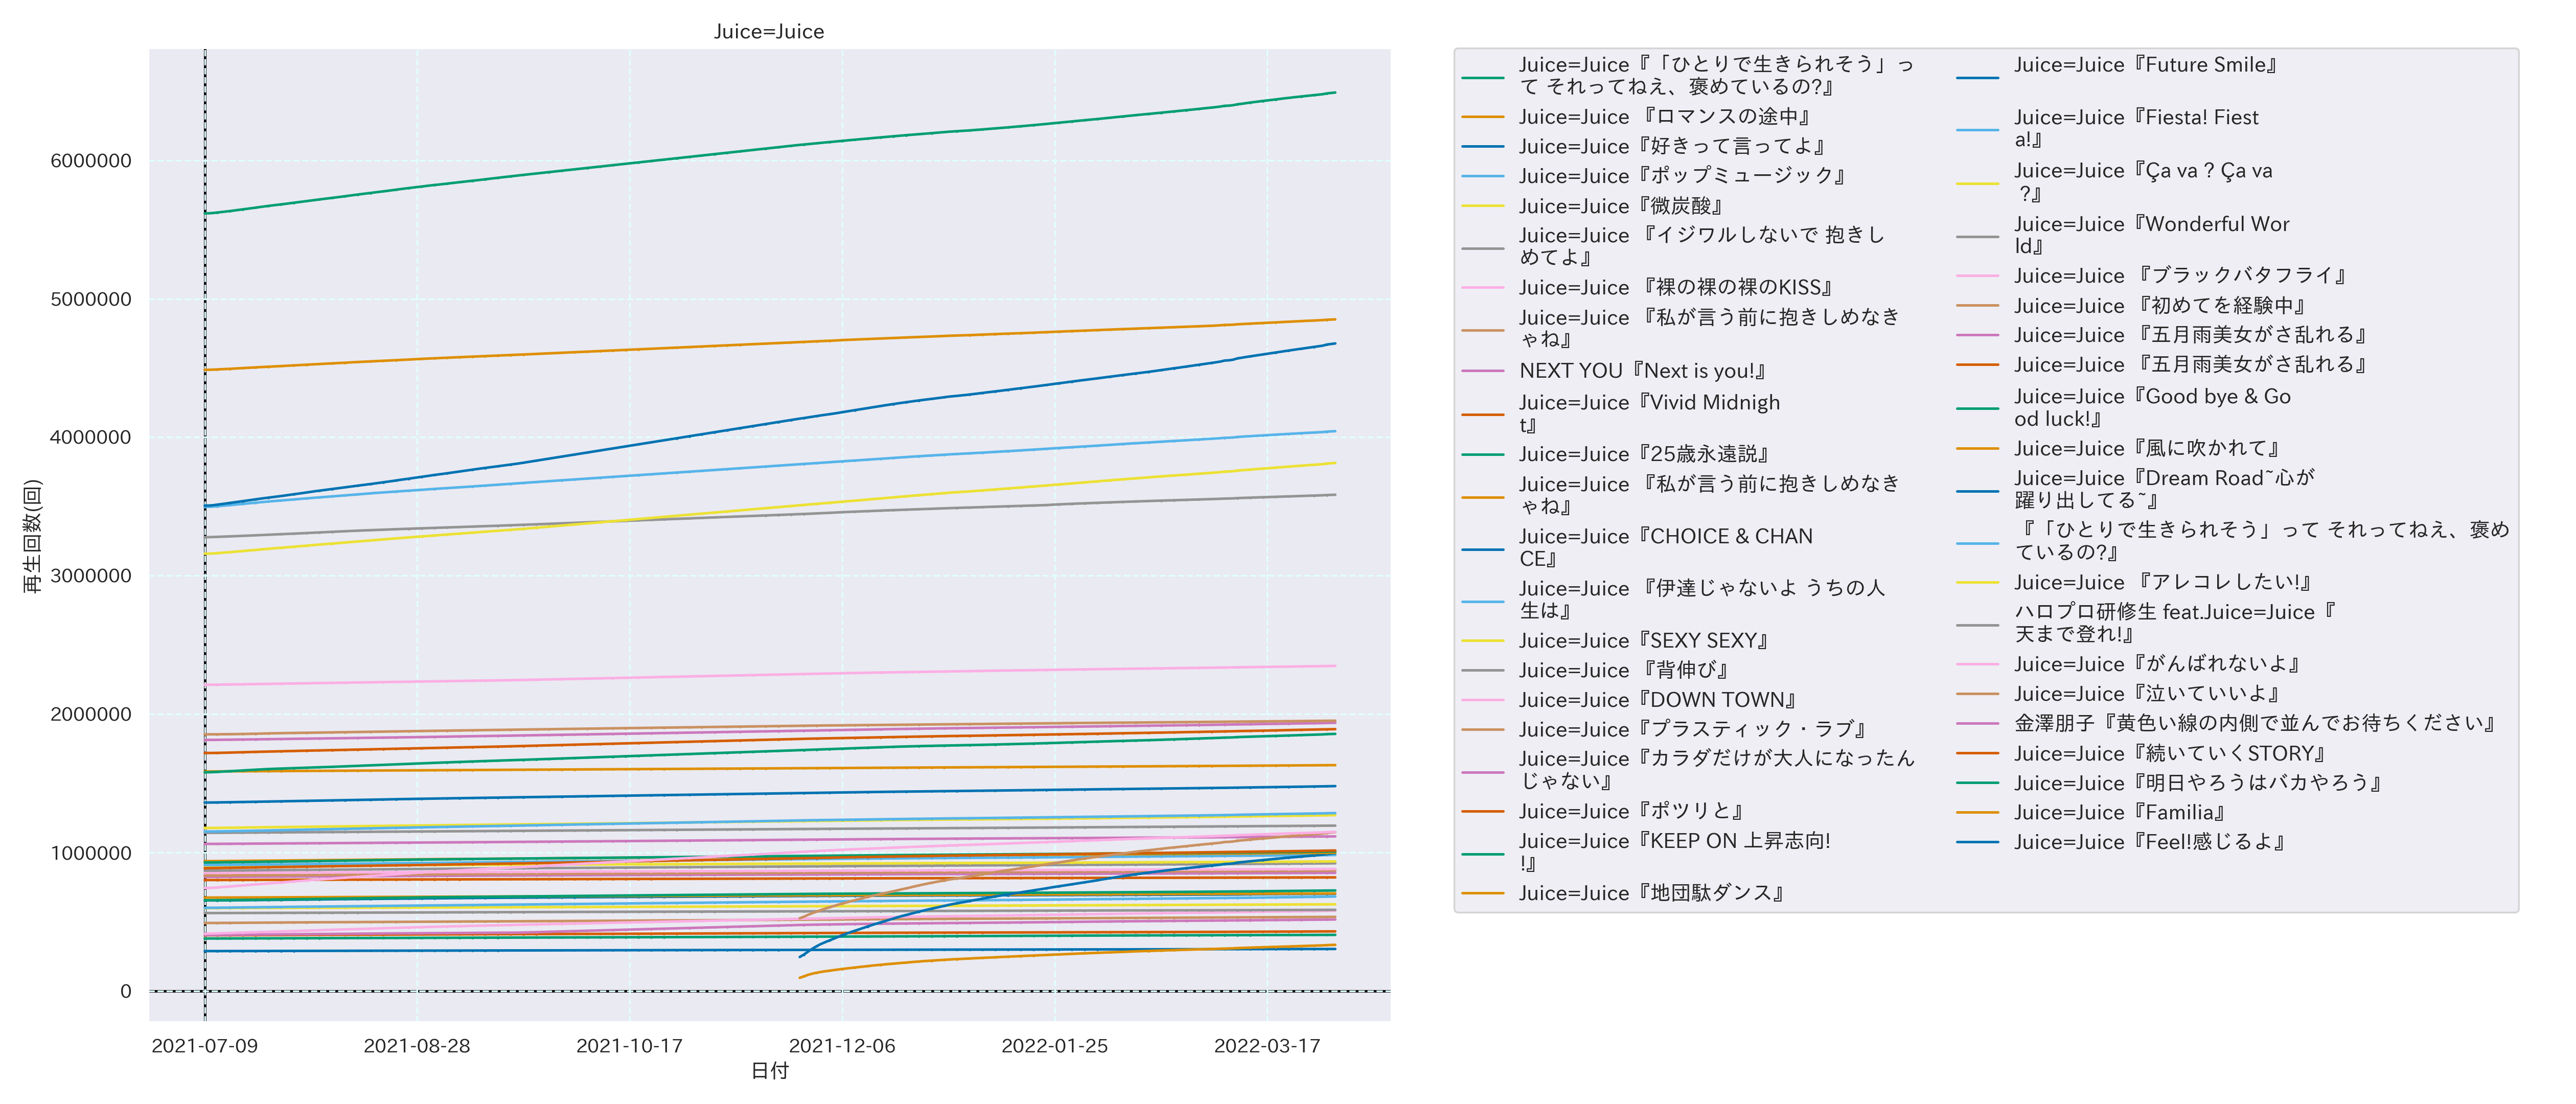 Juice=Juice
6000000
5000000
4000000
3000000
2000000
1000000
0
再生回数(回)
2021-07-09
2021-08-28
2021-10-17
2021-12-06
2022-01-25
2022-03-17
日付
Juice=Juice『「ひとりで生きられそう」っ
て それってねえ、褒めているの?』
Juice=Juice 『ロマンスの途中』
Juice=Juice『好きって言ってよ』
Juice=Juice『ポップミュージック』
Juice=Juice『微炭酸』
Juice=Juice 『イジワルしないで 抱きし
めてよ』
Juice=Juice 『裸の裸の裸のKISS』
Juice=Juice 『私が言う前に抱きしめなき
ゃね』
NEXT YOU『Next is you!』
Juice=Juice『Vivid Midnigh
t』
Juice=Juice『25歳永遠説』
Juice=Juice 『私が言う前に抱きしめなき
ゃね』
Juice=Juice『CHOICE & CHAN
CE』
Juice=Juice 『伊達じゃないよ うちの人
生は』
Juice=Juice『SEXY SEXY』
Juice=Juice 『背伸び』
Juice=Juice『DOWN TOWN』
Juice=Juice『プラスティック・ラブ』
Juice=Juice『カラダだけが大人になったん
じゃない』
Juice=Juice『ポツリと』
Juice=Juice『KEEP ON 上昇志向!
!』
Juice=Juice『地団駄ダンス』
Juice=Juice『Future Smile』
Juice=Juice『Fiesta! Fiest
a!』
Juice=Juice『Ça va ? Ça va
?』
Juice=Juice『Wonderful Wor
ld』
Juice=Juice 『ブラックバタフライ』
Juice=Juice 『初めてを経験中』
Juice=Juice 『五月雨美女がさ乱れる』
Juice=Juice 『五月雨美女がさ乱れる』
Juice=Juice『Good bye & Go
od luck!』
Juice=Juice『風に吹かれて』
Juice=Juice『Dream Road~心が
躍り出してる~』
『「ひとりで生きられそう」って それってねえ、褒め
ているの?』
Juice=Juice 『アレコレしたい!』
ハロプロ研修生 feat.Juice=Juice『
天まで登れ!』
Juice=Juice『がんばれないよ』
Juice=Juice『泣いていいよ』
金澤朋子『黄色い線の内側で並んでお待ちください』
Juice=Juice『続いていくSTORY』
Juice=Juice『明日やろうはバカやろう』
Juice=Juice『Familia』
Juice=Juice『Feel!感じるよ』